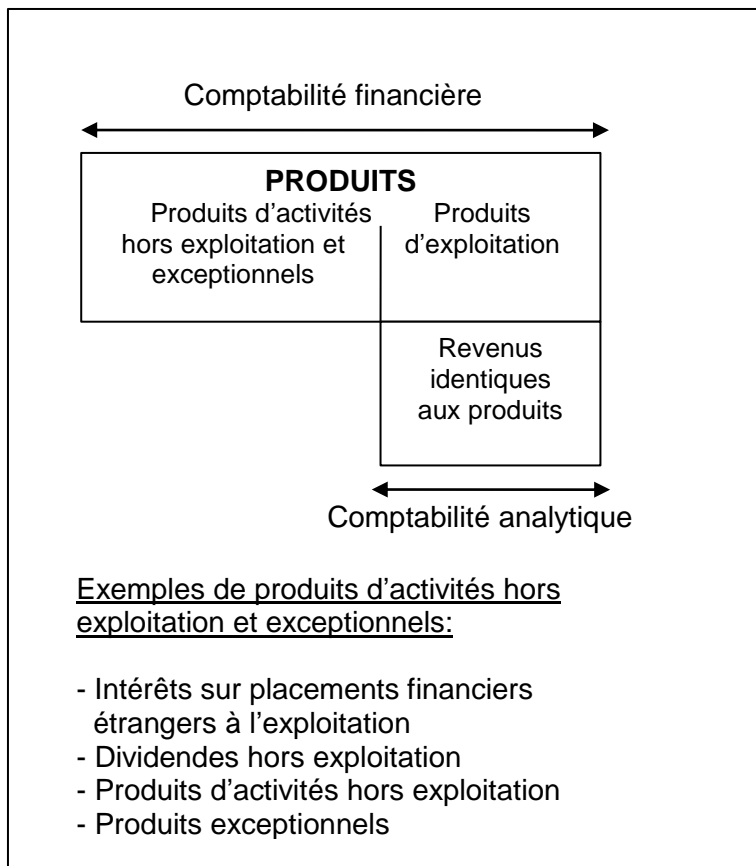 Comptabilité financière
PRODUITS
Produits d'activités
hors exploitation et
exceptionnels
Produits
d'exploitation
Revenus
identiques
aux produits
Comptabilité analytique
Exemples de produits d'activités hors
exploitation et exceptionnels:
- Intérêts sur placements financiers
étrangers à l'exploitation
- Dividendes hors exploitation
- Produits d'activités hors exploitation
- Produits exceptionnels